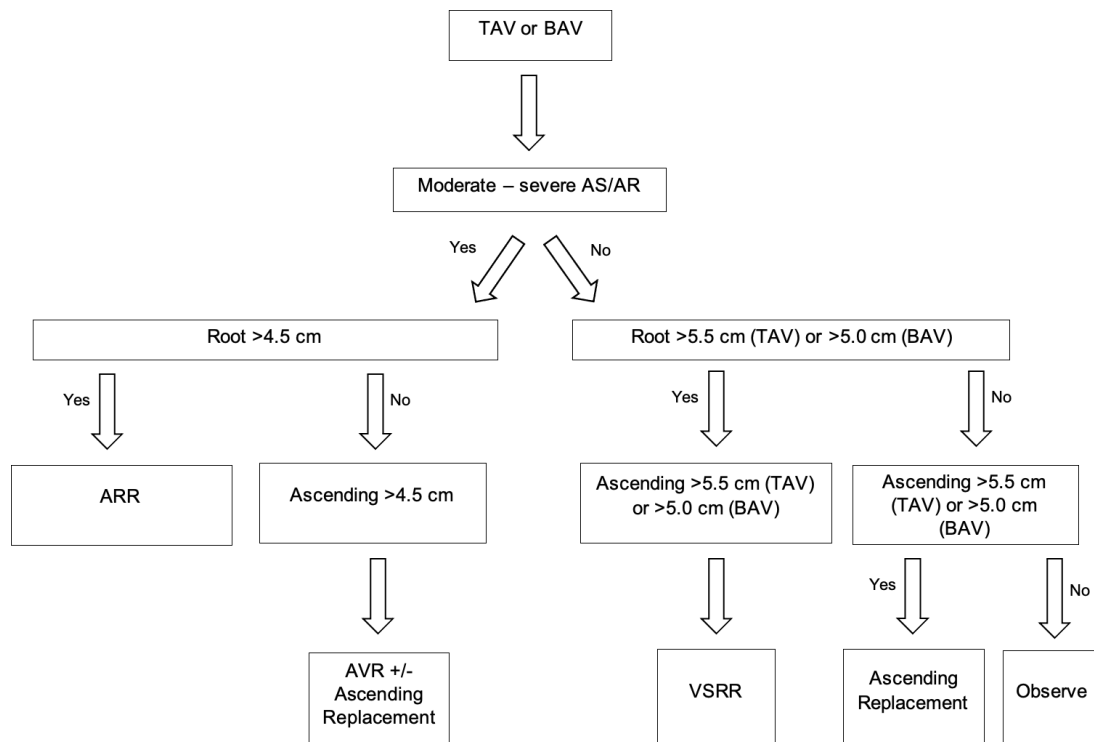 TAV or BAV
Moderate – severe AS/AR
Yes
No
Root >4.5 cm
Root >5.5 cm (TAV) or >5.0 cm (BAV)
Yes
No
Yes
No
ARR
Ascending >4.5 cm
Ascending >5.5 cm (TAV)
or >5.0 cm (BAV)
Ascending >5.5 cm
(TAV) or >5.0 cm
(BAV)
Yes
No
AVR +/-
Ascending
Replacement
VSRR
Ascending
Replacement
Observe